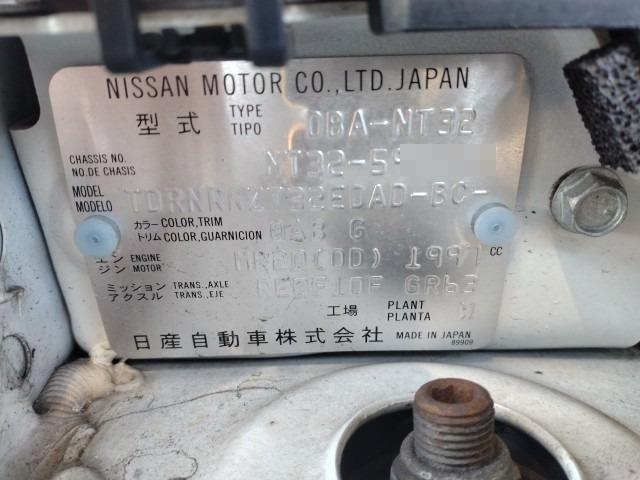 NISSAN MOTOR CO.,LTD.JAPAN
型式 TYPE TIPO DBA-NT32
CHASSIS NO. NO.DE CHASIS NT32-59
MODEL MODELO
カラー COLOR,TRIM トリム COLOR,GUARNICION G
エンジン ENGINE MOTOR MR20(DD) 1997 CC
ミッション TRANS.,AXLE アクスル TRANS.,EJE RE0F10F GR63
工場 PLANT PLANTA
日産自動車株式会社 MADE IN JAPAN
89909